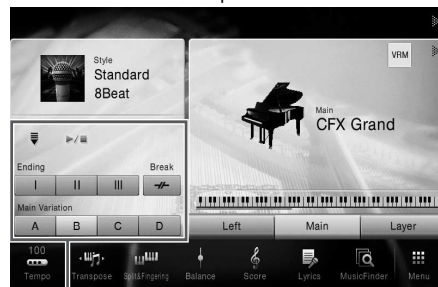 Style
Standard
8Beat
VRM
Main
CFX Grand
Ending
Break
I II III
Main Variation
A B C D
Left Main Layer
100
Tempo Transpose Split&Fingering Balance Score Lyrics MusicFinder Menu